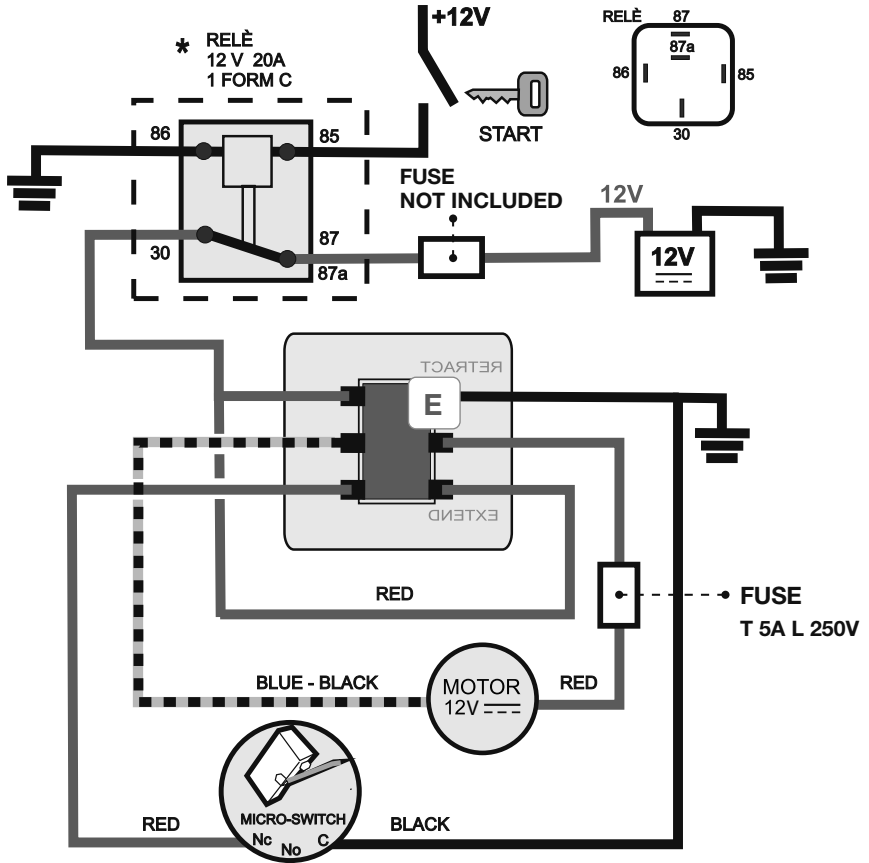 +12V
* RELÈ
12 V 20A
1 FORM C
START
RELÈ
87
87a
86
85
30
86
85
30
87
87a
FUSE
NOT INCLUDED
12V
12V
RETRACT
E
EXTEND
RED
FUSE
T 5A L 250V
BLUE - BLACK
MOTOR
12V
RED
MICRO-SWITCH
Nc
No
C
RED
BLACK